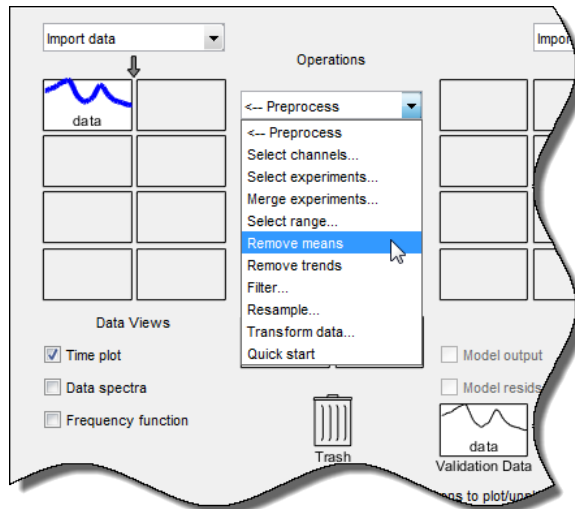 Import data
Impor
Operations
data
<-- Preprocess
<-- Preprocess
Select channels...
Select experiments...
Merge experiments...
Select range...
Remove means
Remove trends
Filter...
Resample...
Transform data...
Quick start
Data Views
Time plot
Data spectra
Frequency function
Trash
Model output
Model resids
data
Validation Data
ns to plot/unpl